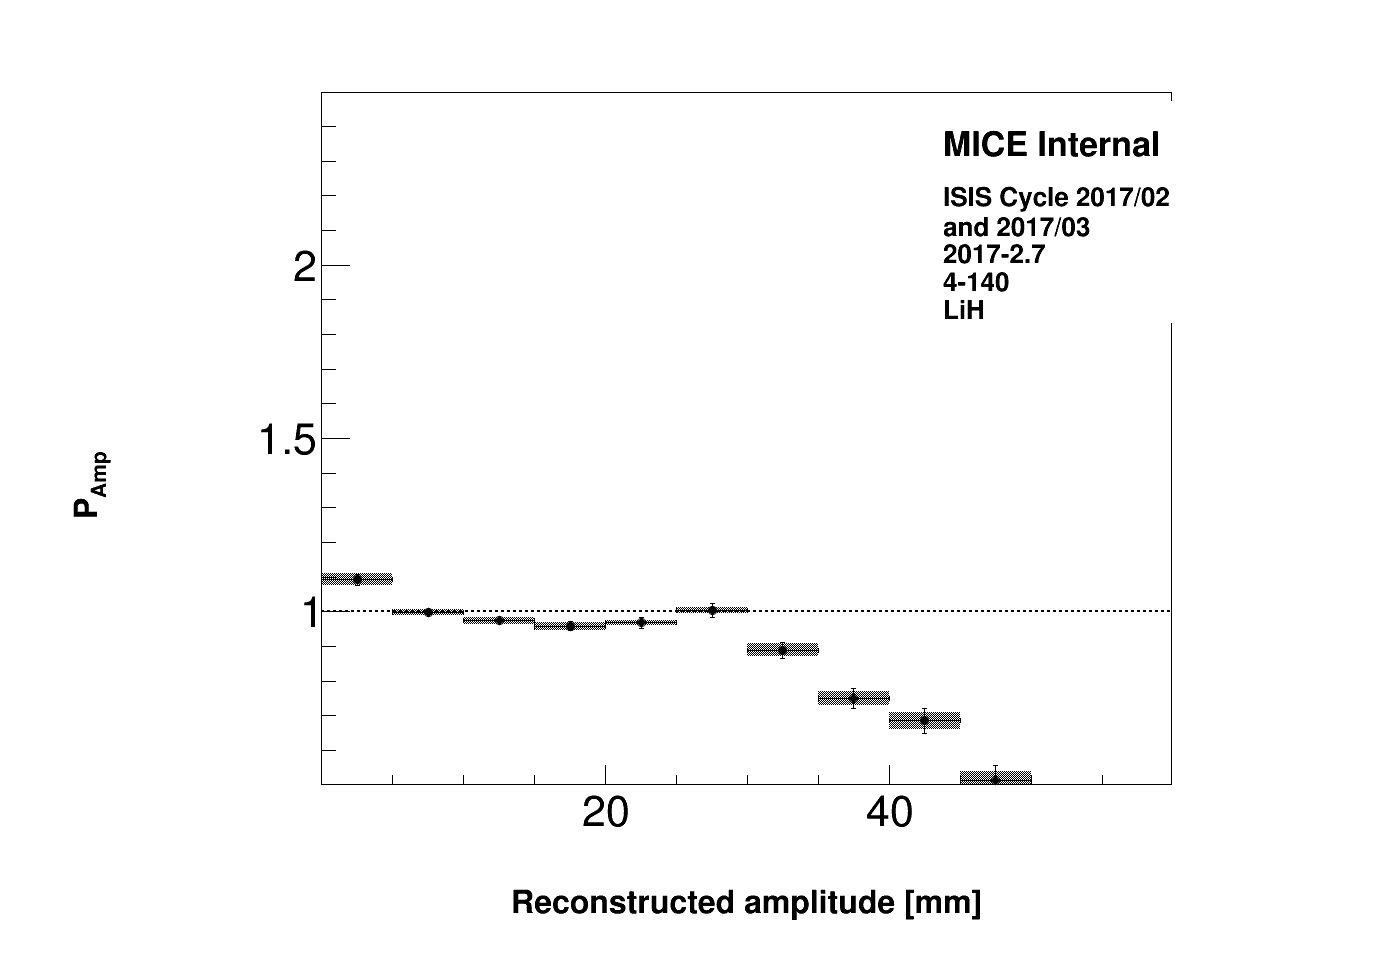 MICE Internal
ISIS Cycle 2017/02
and 2017/03
2017-2.7
4-140
LiH
2
1.5
1
P_Amp
20
40
Reconstructed amplitude [mm]